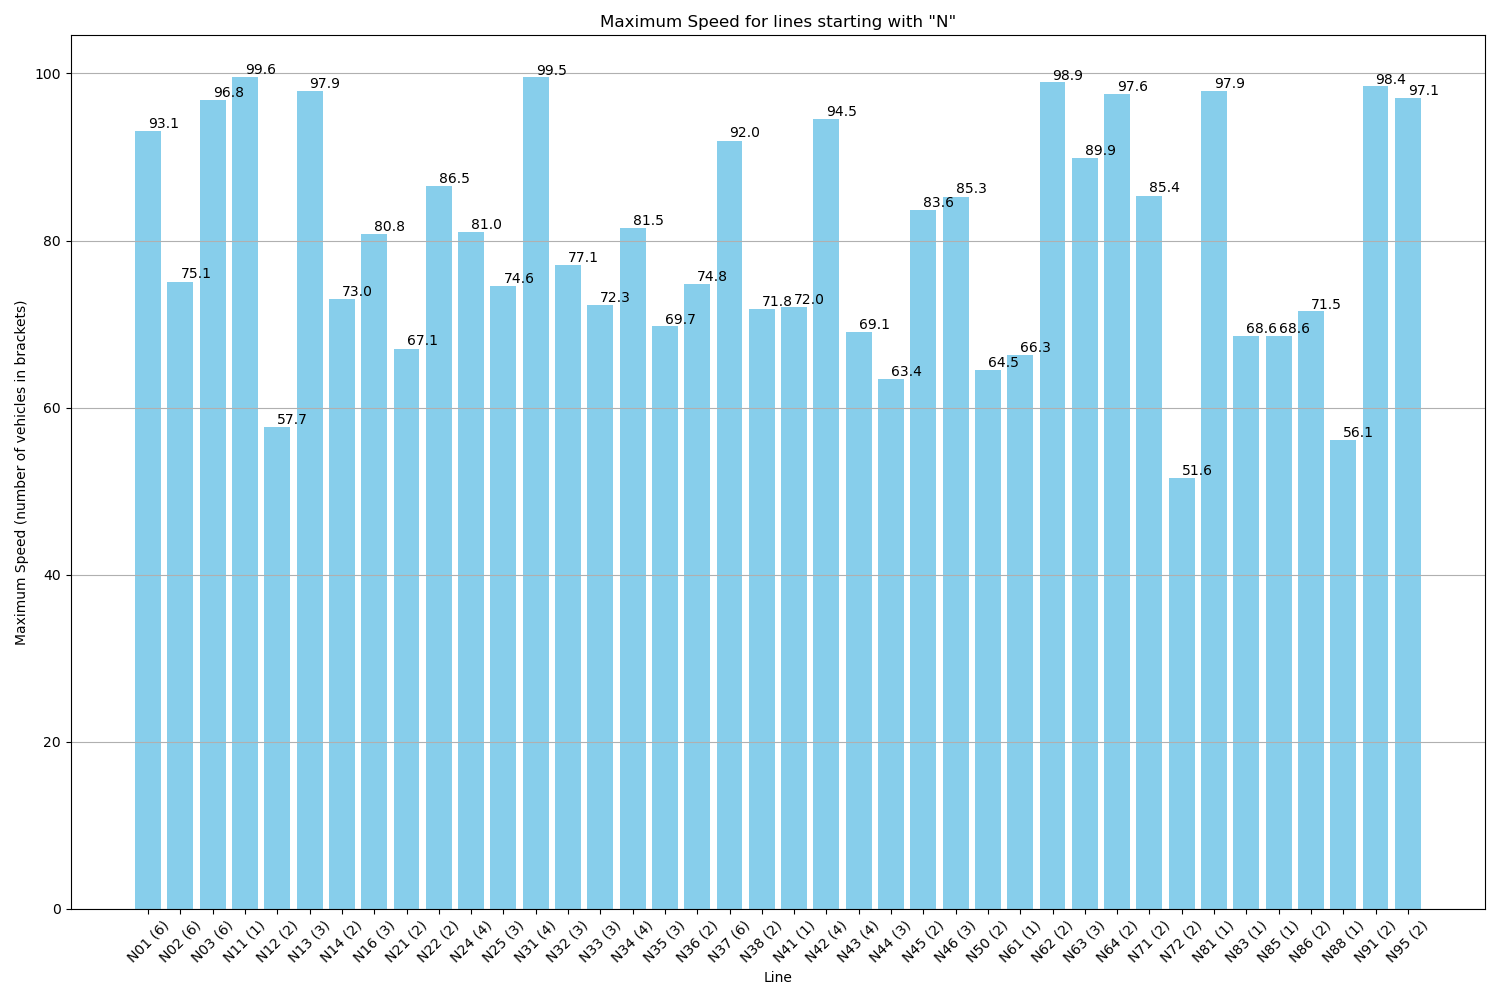 Maximum Speed for lines starting with "N"
Maximum Speed (number of vehicles in brackets)
100
80
60
40
20
0
93.1
75.1
96.8
99.6
57.7
97.9
73.0
80.8
67.1
86.5
81.0
74.6
99.5
77.1
72.3
81.5
69.7
74.8
92.0
71.8
72.0
94.5
69.1
63.4
83.6
85.3
64.5
66.3
98.9
89.9
97.6
85.4
51.6
97.9
68.6
68.6
71.5
56.1
98.4
97.1
N01 (6)
N02 (6)
N03 (6)
N11 (1)
N12 (2)
N13 (3)
N14 (2)
N16 (3)
N21 (2)
N22 (2)
N24 (4)
N25 (3)
N31 (4)
N32 (3)
N33 (3)
N34 (4)
N35 (3)
N36 (2)
N37 (6)
N38 (2)
N41 (1)
N42 (4)
N43 (4)
N44 (3)
N45 (2)
N46 (3)
N50 (2)
N61 (1)
N62 (2)
N63 (3)
N64 (2)
N71 (2)
N72 (2)
N81 (1)
N83 (1)
N85 (1)
N86 (2)
N88 (1)
N91 (2)
N95 (2)
Line